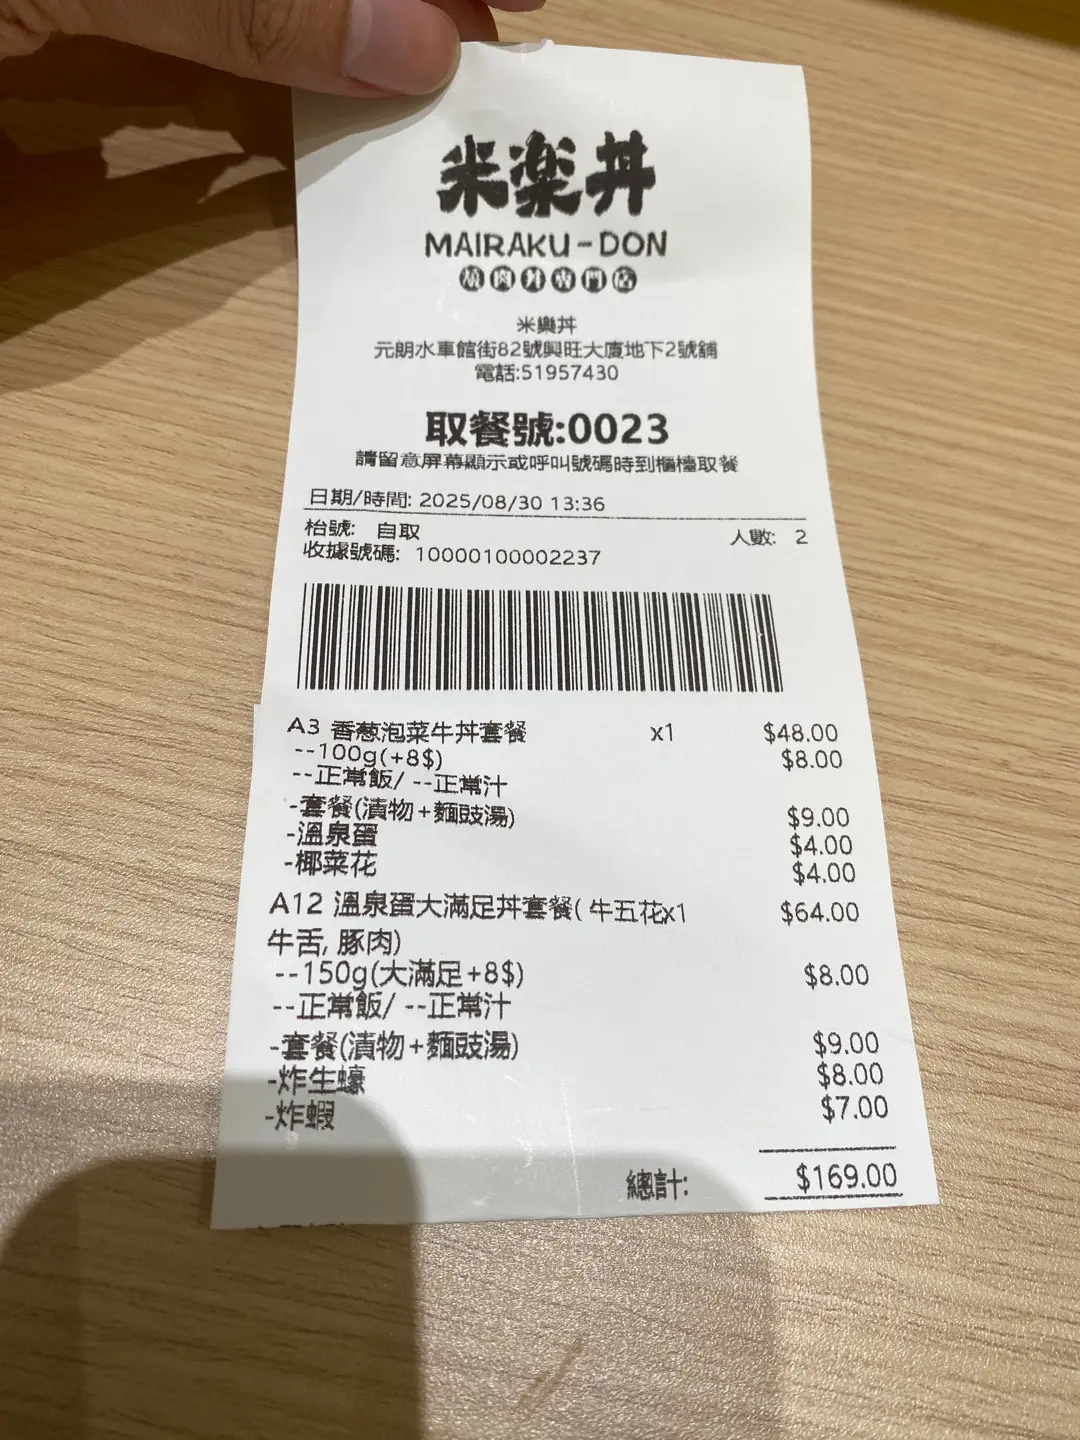 米楽丼
MAIRAKU-DON
燒肉丼専門店
米樂丼
元朗水車館街82號興旺大廈地下2號舖
電話:51957430
取餐號:0023
請留意屏幕顯示或呼叫號碼時到櫃檯取餐
日期/時間: 2025/08/30 13:36
枱號: 自取 人數: 2
收據號碼: 10000100002237
A3 香葱泡菜牛丼套餐 x1 $48.00
--100g(+8$) $8.00
--正常飯/ --正常汁
-套餐(漬物+麵豉湯) $9.00
-溫泉蛋 $4.00
-椰菜花 $4.00
A12 溫泉蛋大滿足丼套餐( 牛五花x1 $64.00
牛舌, 豚肉)
--150g(大滿足+8$) $8.00
--正常飯/ --正常汁
-套餐(漬物+麵豉湯) $9.00
-炸生蠔 $8.00
-炸蝦 $7.00
總計: $169.00